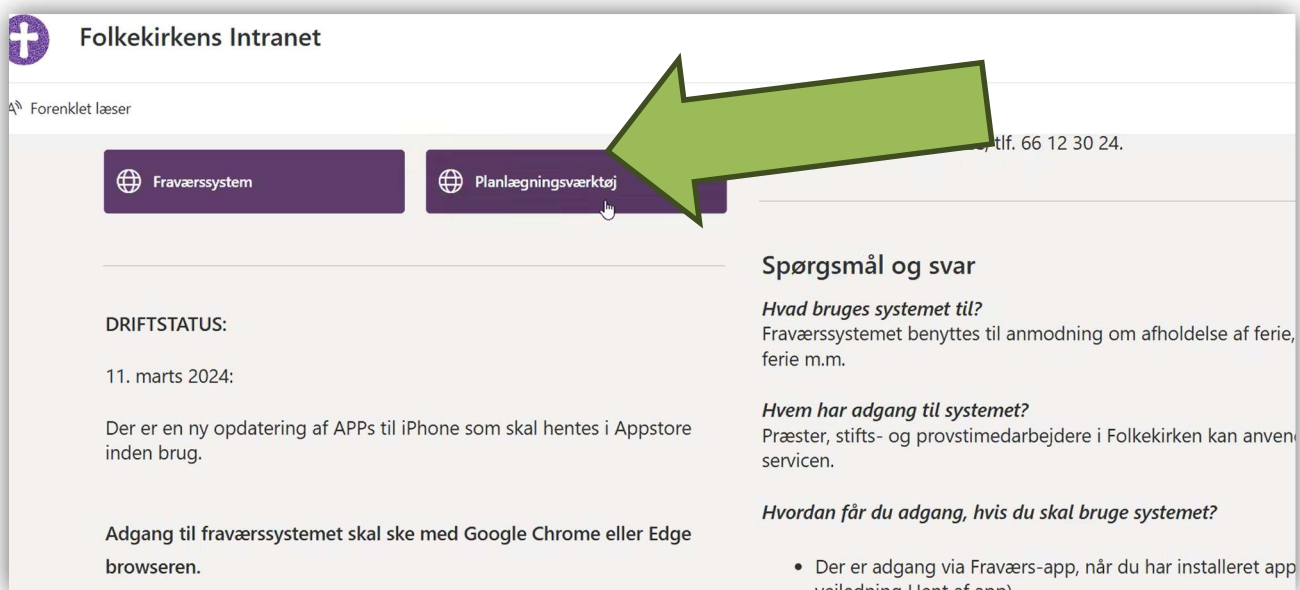 Folkekirkens Intranet
Forenklet læser
Fraværssystem
Planlægningsværktøj
tlf. 66 12 30 24.
DRIFTSTATUS:
11. marts 2024:
Der er en ny opdatering af APPs til iPhone som skal hentes i Appstore
inden brug.
Adgang til fraværssystemet skal ske med Google Chrome eller Edge
browseren.
Spørgsmål og svar
Hvad bruges systemet til?
Fraværssystemet benyttes til anmodning om afholdelse af ferie,
ferie m.m.
Hvem har adgang til systemet?
Præster, stifts- og provstimedarbejdere i Folkekirken kan
servicen.
Hvordan får du adgang, hvis du skal bruge systemet?
• Der er adgang via Fraværs-app, når du har installeret app